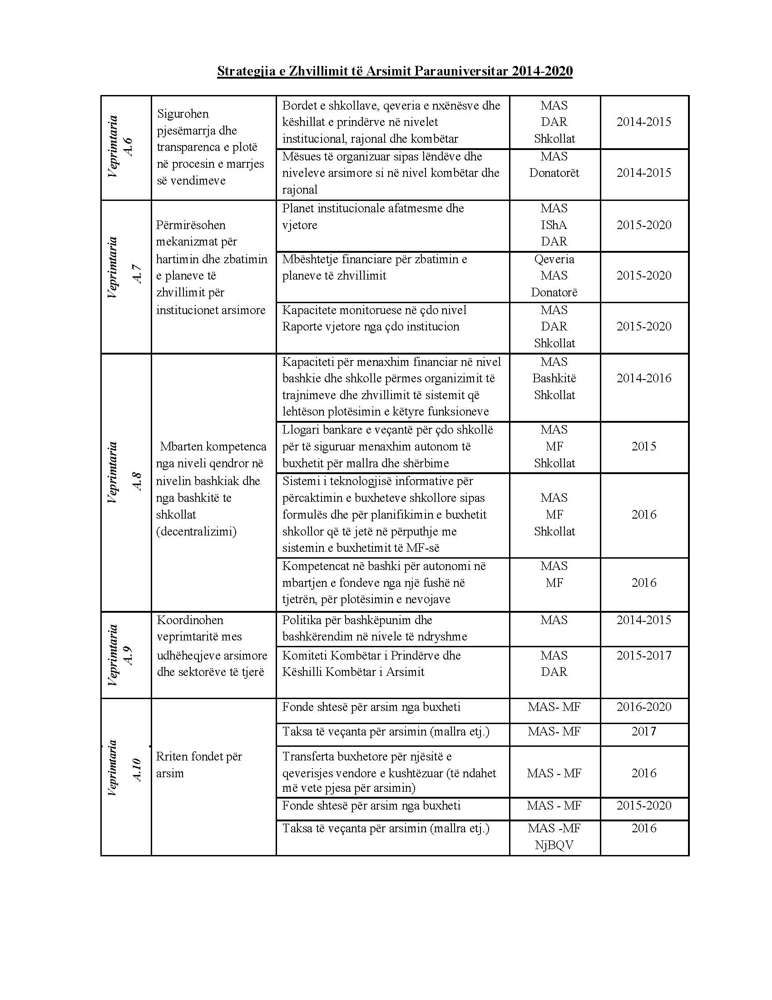 Strategjia e Zhvillimit të Arsimit Parauniversitar 2014-2020
Veprimtaria
A.6
Sigurohen
pjesëmarrja dhe
transparenca e plotë
në procesin e marrjes
së vendimeve
Bordet e shkollave, qeveria e nxënësve dhe
këshillat e prindërve në nivelet
institucional, rajonal dhe kombëtar
MAS
DAR
Shkollat
2014-2015
Mësues të organizuar sipas lëndëve dhe
niveleve arsimore si në nivel kombëtar dhe
rajonal
MAS
Donatorët
2014-2015
Veprimtaria
A.7
Përmirësohen
mekanizmat për
hartimin dhe zbatimin
e planeve të
zhvillimit për
institucionet arsimore
Planet institucionale afatmesme dhe
vjetore
MAS
IShA
DAR
2015-2020
Mbështetje financiare për zbatimin e
planeve të zhvillimit
Qeveria
MAS
Donatorë
2015-2020
Kapacitete monitoruese në çdo nivel
Raporte vjetore nga çdo institucion
MAS
DAR
Shkollat
2015-2020
Veprimtaria
A.8
Mbarten kompetenca
nga niveli qendror në
nivelin bashkiak dhe
nga bashkitë te
shkollat
(decentralizimi)
Kapaciteti për menaxhim financiar në nivel
bashkie dhe shkolle përmes organizimit të
trajnimeve dhe zhvillimit të sistemit që
lehtëson plotësimin e këtyre funksioneve
MAS
Bashkitë
Shkollat
2014-2016
Llogari bankare e veçantë për çdo shkollë
për të siguruar menaxhim autonom të
buxhetit për mallra dhe shërbime
MAS
MF
Shkollat
2015
Sistemi i teknologjisë informative për
përcaktimin e buxheteve shkollore sipas
formulës dhe për planifikimin e buxhetit
shkollor që të jetë në përputhje me
sistemin e buxhetimit të MF-së
MAS
MF
Shkollat
2016
Kompetencat në bashki për autonomi në
mbartjen e fondeve nga një fushë në
tjetrën, për plotësimin e nevojave
MAS
MF
2016
Veprimtaria
A.9
Koordinohen
veprimtaritë mes
udhëheqjeve arsimore
dhe sektorëve të tjerë
Politika për bashkëpunim dhe
bashkërendim në nivele të ndryshme
MAS
2014-2015
Komiteti Kombëtar i Prindërve dhe
Këshilli Kombëtar i Arsimit
MAS
DAR
2015-2017
Veprimtaria
A.10
Rriten fondet për
arsim
Fonde shtesë për arsim nga buxheti
MAS- MF
2016-2020
Taksa të veçanta për arsimin (mallra etj.)
MAS- MF
2017
Transferta buxhetore për njësitë e
qeverisjes vendore e kushtëzuar (të ndahet
më vete pjesa për arsimin)
MAS - MF
2016
Fonde shtesë për arsim nga buxheti
MAS - MF
2015-2020
Taksa të veçanta për arsimin (mallra etj.)
MAS -MF
NjBQV
2016